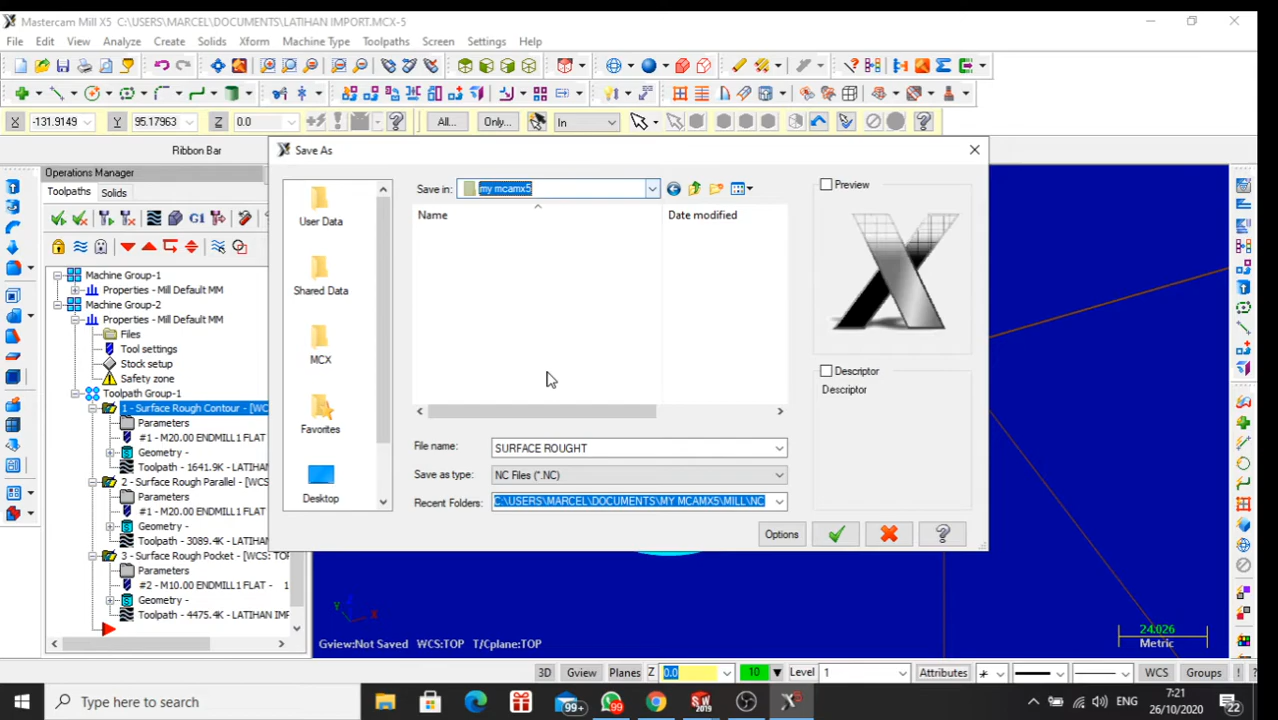 Mastercam Mill X5 C:\USERS\MARCEL\DOCUMENTS\LATIHAN IMPORT.MCX-5
File Edit View Analyze Create Solids Xform Machine Type Toolpaths Screen Settings Help
G1
X -131.9149 Y 95.17963 Z 0.0 All... Only... In
Ribbon Bar
Operations Manager
Toolpaths Solids
G1
Machine Group-1
Properties - Mill Default MM
Machine Group-2
Properties - Mill Default MM
Files
Tool settings
Stock setup
Safety zone
Toolpath Group-1
1 - Surface Rough Contour - [WCS
Parameters
#1 - M20.00 ENDMILL1 FLAT
Geometry -
Toolpath - 1641.9K - LATIHAN
2 - Surface Rough Parallel - [WCS:
Parameters
#1 - M20.00 ENDMILL1 FLAT
Geometry -
Toolpath - 3089.4K - LATIHAN
3 - Surface Rough Pocket - [WCS: TO
Parameters
#2 - M10.00 ENDMILL1 FLAT - 1
Geometry -
Toolpath - 4475.4K - LATIHAN IMP
Save As
Save in: my mcamx5
Name Date modified
User Data
Shared Data
MCX
Favorites
Desktop
Preview
Descriptor
Descriptor
File name: SURFACE ROUGHT
Save as type: NC Files (*.NC)
Recent Folders: C:\USERS\MARCEL\DOCUMENTS\MY MCAMX5\MILL\NC
Options
Y X
Gview:Not Saved WCS:TOP T/Cplane:TOP
24.026
Metric
3D Gview Planes Z 0.0 10 Level 1 Attributes WCS Groups ! ?
Type here to search
99+
99
SW
2019
ENG
7:21
26/10/2020
22